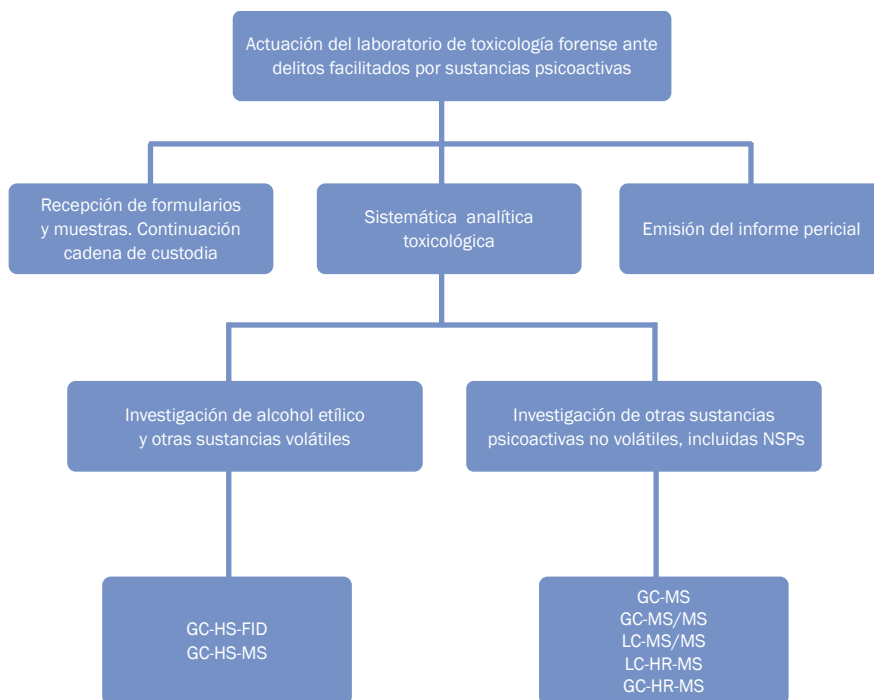 Actuación del laboratorio de toxicología forense ante
delitos facilitados por sustancias psicoactivas
Recepción de formularios
y muestras. Continuación
cadena de custodia
Sistemática analítica
toxicológica
Emisión del informe pericial
Investigación de alcohol etílico
y otras sustancias volátiles
Investigación de otras sustancias
psicoactivas no volátiles, incluidas NSPs
GC-HS-FID
GC-HS-MS
GC-MS
GC-MS/MS
LC-MS/MS
LC-HR-MS
GC-HR-MS